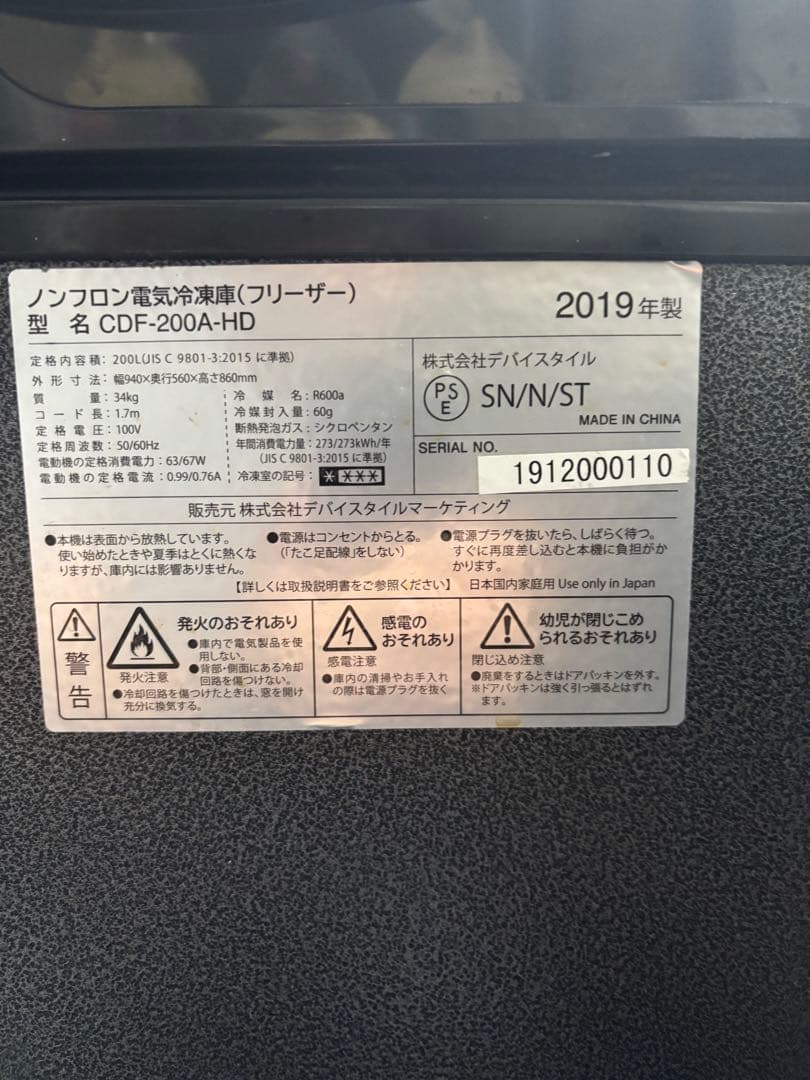 ノンフロン電気冷凍庫(フリーザー)
型 名 CDF-200A-HD
2019年製
定格内容積：200L(JIS C 9801-3:2015 に準拠)
外形寸法：幅940×奥行560×高さ860mm
質量：34kg
コード長：1.7m
定格電圧：100V
定格周波数：50/60Hz
電動機の定格消費電力：63/67W
電動機の定格電流：0.99/0.76A
冷媒名：R600a
冷媒封入量：60g
断熱発泡ガス：シクロペンタン
年間消費電力量：273/273kWh/年
(JIS C 9801-3:2015 に準拠)
冷凍室の記号：****​*
株式会社デバイスタイル
PSE SN/N/ST
MADE IN CHINA
SERIAL NO.
1912000110
販売元 株式会社デバイスタイルマーケティング
●本機は表面から放熱しています。
使い始めたときや夏季はとくに熱くな
りますが、庫内には影響ありません。
●電源はコンセントからとる。
(「たこ足配線」をしない)
●電源プラグを抜いたら、しばらく待つ。
すぐに再度差し込むと本機に負担がか
かります。
【詳しくは取扱説明書をご参照ください】 日本国内家庭用 Use only in Japan
警告
発火注意
発火のおそれあり
●庫内で電気製品を使
用しない。
●背部・側面にある冷却
回路を傷つけない。
●冷却回路を傷つけたときは、窓を開け
充分に換気する。
感電注意
感電の
おそれあり
●庫内の清掃やお手入れ
の際は電源プラグを抜く
閉じ込め注意
幼児が閉じこめ
られるおそれあり
●廃棄をするときはドアパッキンを外す。
※ドアパッキンは強く引っ張るとはずれ
ます。